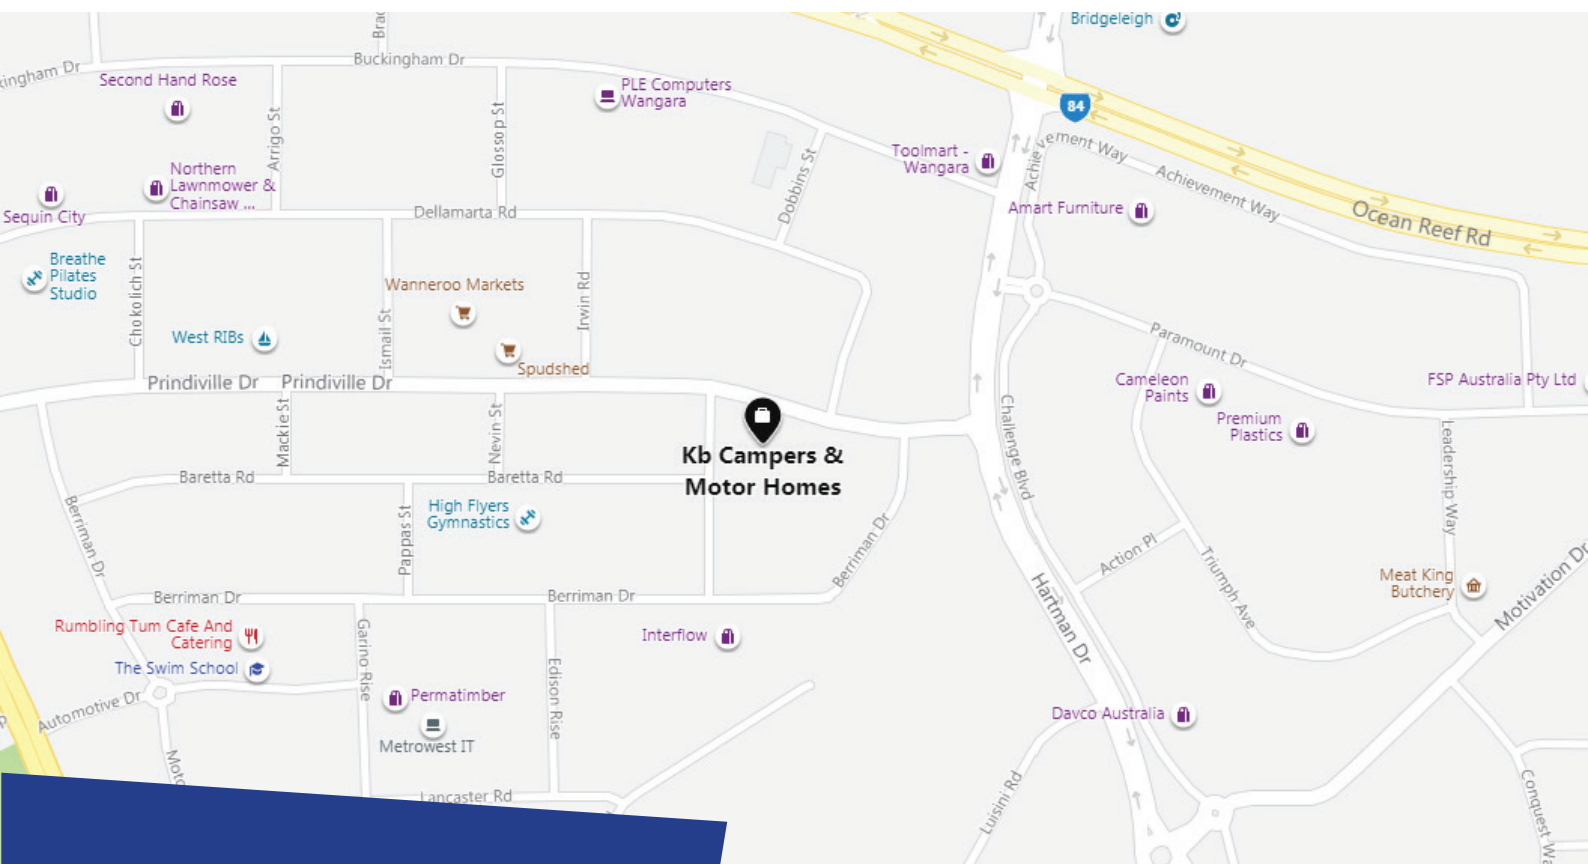 Bridgeleigh
Brac
Buckingham Dr
kingham Dr
Second Hand Rose
PLE Computers
Wangara
84
Arrigo St
Glossop St
Achievement Way
Achievement Way
Toolmart -
Wangara
Dobbins St
Northern
Lawnmower &
Chainsaw ...
Sequin City
Dellamarta Rd
Amart Furniture
Ocean Reef Rd
Breathe
Pilates
Studio
Chokolich St
Wanneroo Markets
Irwin Rd
West RIBs
Ismail St
Spudshed
Paramount Dr
Prindiville Dr
Prindiville Dr
Cameleon
Paints
FSP Australia Pty Ltd
Premium
Plastics
Mackie St
Nevin St
Challenge Blvd
Leadership Way
Kb Campers &
Motor Homes
Baretta Rd
Baretta Rd
High Flyers
Gymnastics
Berriman Dr
Pappas St
Berriman Dr
Action Pl
Triumph Ave
Meat King
Butchery
Motivation Dr
Berriman Dr
Berriman Dr
Hartman Dr
Rumbling Tum Cafe And
Catering
Interflow
The Swim School
Garino Rise
Edison Rise
Permatimber
Automotive Dr
Metrowest IT
Davco Australia
Moto
Lancaster Rd
Luisini Rd
Conquest Wa